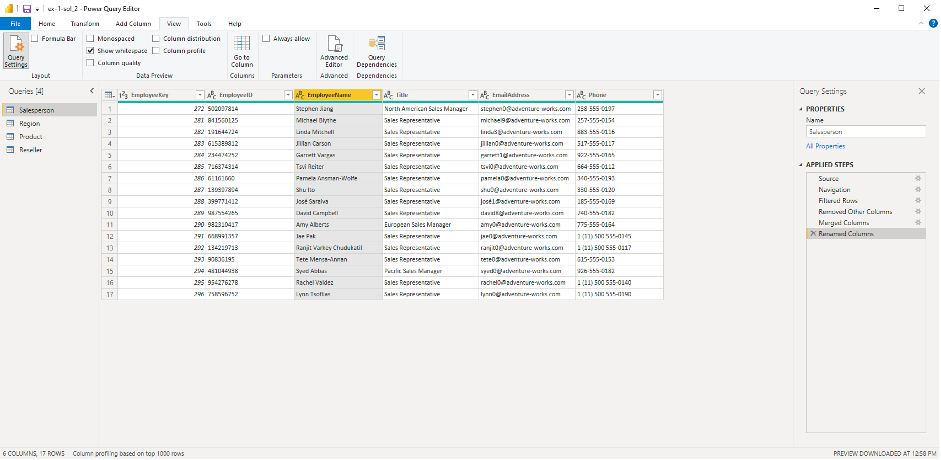 ex-1-sol_2 - Power Query Editor
File Home Transform Add Column View Tools Help
Query Settings
Formula Bar
Layout
Monospaced
Show whitespace
Column quality
Column distribution
Column profile
Data Preview
Go to Column
Columns
Always allow
Parameters
Advanced Editor
Advanced
Query Dependencies
Dependencies
Queries [4]
Salesperson
Region
Product
Reseller
EmployeeKey EmployeeID EmployeeName Title EmailAddress Phone
1 272 502097814 Stephen Jiang North American Sales Manager stephen0@adventure-works.com 238-555-0197
2 281 841560125 Michael Blythe Sales Representative michael9@adventure-works.com 257-555-0154
3 282 191644724 Linda Mitchell Sales Representative linda3@adventure-works.com 883-555-0116
4 283 615389812 Jillian Carson Sales Representative jillian0@adventure-works.com 517-555-0117
5 284 234474252 Garrett Vargas Sales Representative garrett1@adventure-works.com 922-555-0165
6 285 716374314 Tsvi Reiter Sales Representative tsvi0@adventure-works.com 664-555-0112
7 286 61161660 Pamela Ansman-Wolfe Sales Representative pamela0@adventure-works.com 340-555-0193
8 287 139397894 Shu Ito Sales Representative shu0@adventure-works.com 330-555-0120
9 288 399771412 José Saraiva Sales Representative josé1@adventure-works.com 185-555-0169
10 289 987554265 David Campbell Sales Representative david8@adventure-works.com 740-555-0182
11 290 982310417 Amy Alberts European Sales Manager amy0@adventure-works.com 775-555-0164
12 291 668991357 Jae Pak Sales Representative jae0@adventure-works.com 1 (11) 500 555-0145
13 292 134219713 Ranjit Varkey Chudukatil Sales Representative ranjit0@adventure-works.com 1 (11) 500 555-0117
14 293 90836195 Tete Mensa-Annan Sales Representative tete0@adventure-works.com 615-555-0153
15 294 481044938 Syed Abbas Pacific Sales Manager syed0@adventure-works.com 926-555-0182
16 295 954276278 Rachel Valdez Sales Representative rachel0@adventure-works.com 1 (11) 500 555-0140
17 296 758596752 Lynn Tsoflias Sales Representative lynn0@adventure-works.com 1 (11) 500 555-0190
Query Settings
PROPERTIES
Name
Salesperson
All Properties
APPLIED STEPS
Source
Navigation
Filtered Rows
Removed Other Columns
Merged Columns
Renamed Columns
6 COLUMNS, 17 ROWS Column profiling based on top 1000 rows PREVIEW DOWNLOADED AT 12:58 PM